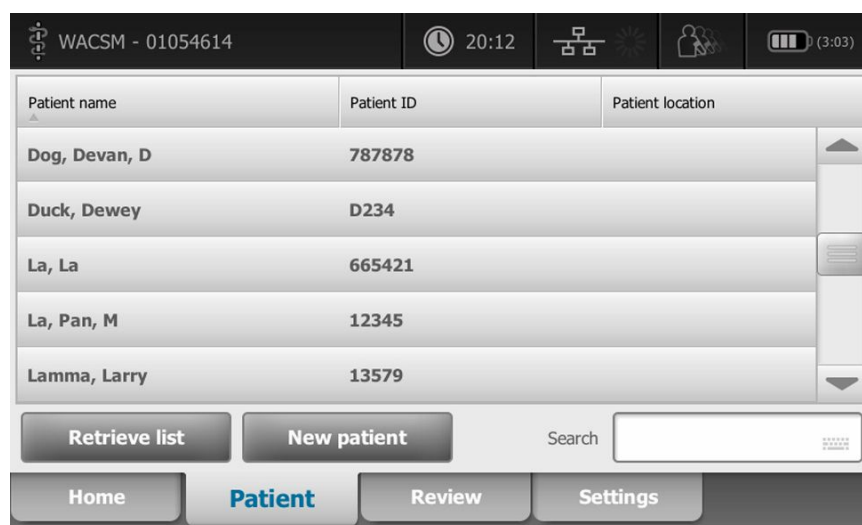 WACSM - 01054614 20:12 (3:03)
Patient name Patient ID Patient location
Dog, Devan, D 787878
Duck, Dewey D234
La, La 665421
La, Pan, M 12345
Lamma, Larry 13579
Retrieve list New patient Search
Home Patient Review Settings